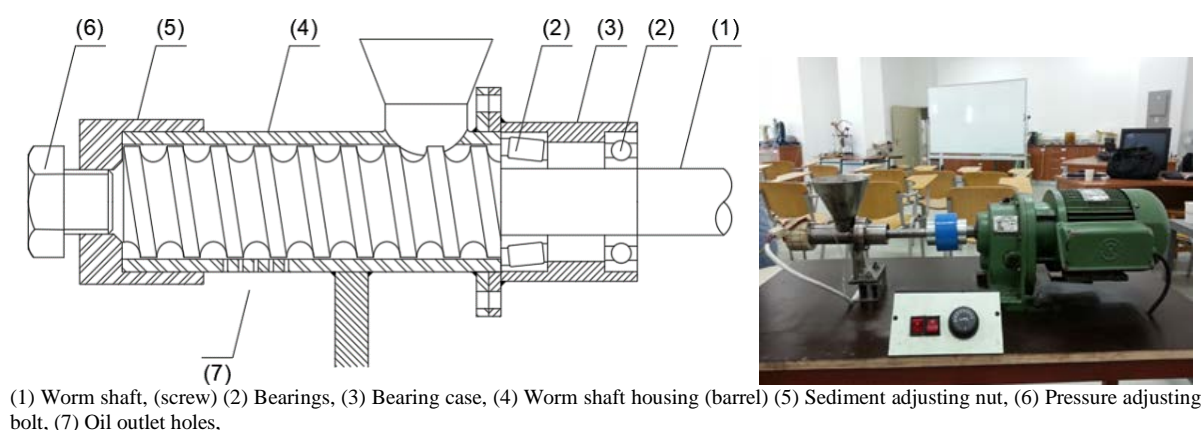 (6) (5) (4) (2) (3) (2) (1)
(7)
(1) Worm shaft, (screw) (2) Bearings, (3) Bearing case, (4) Worm shaft housing (barrel) (5) Sediment adjusting nut, (6) Pressure adjusting
bolt, (7) Oil outlet holes,